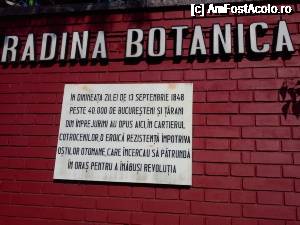 (c) AmFostAcolo.ro
RADINA BOTANICA
ÎN DIMINEAȚA ZILEI DE 13 SEPTEMBRIE 1848
PESTE 40.000 DE BUCUREȘTENI ȘI ȚĂRANI
DIN ÎMPREJURIMI AU OPUS AICI, ÎN CARTIERUL
COTROCENILOR, O EROICĂ REZISTENȚĂ ÎMPOTRIVA
OȘTILOR OTOMANE, CARE ÎNCERCAU SĂ PĂTRUNDĂ
ÎN ORAȘ PENTRU A ÎNĂBUȘI REVOLUȚIA